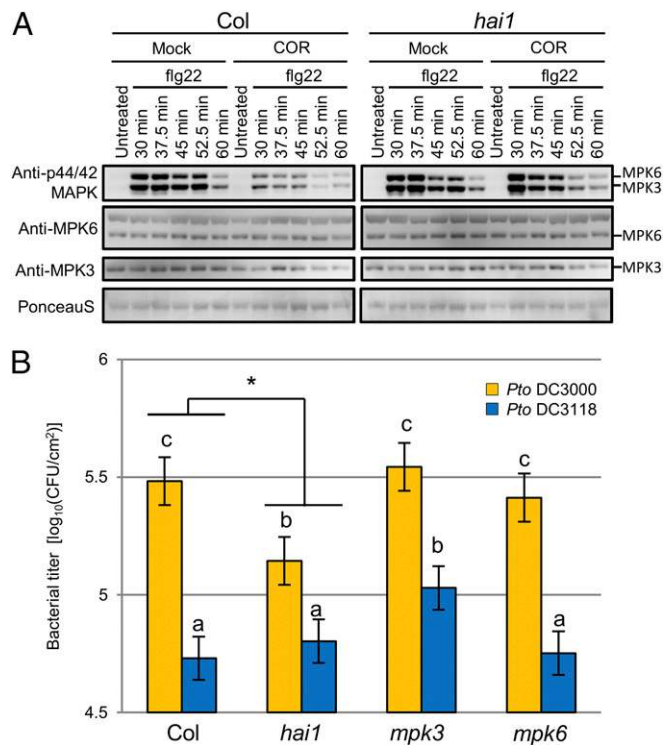 A
Col
hai1
Mock
COR
Mock
COR
flg22
flg22
flg22
flg22
Untreated
30 min
37.5 min
45 min
52.5 min
60 min
Untreated
30 min
37.5 min
45 min
52.5 min
60 min
Untreated
30 min
37.5 min
45 min
52.5 min
60 min
Untreated
30 min
37.5 min
45 min
52.5 min
60 min
Anti-p44/42
MAPK
MPK6
MPK3
Anti-MPK6
MPK6
Anti-MPK3
MPK3
PonceauS
B
Bacterial titer [log10(CFU/cm²)]
6
5.5
5
4.5
*
Pto DC3000
Pto DC3118
c
a
b
a
c
b
c
a
Col
hai1
mpk3
mpk6